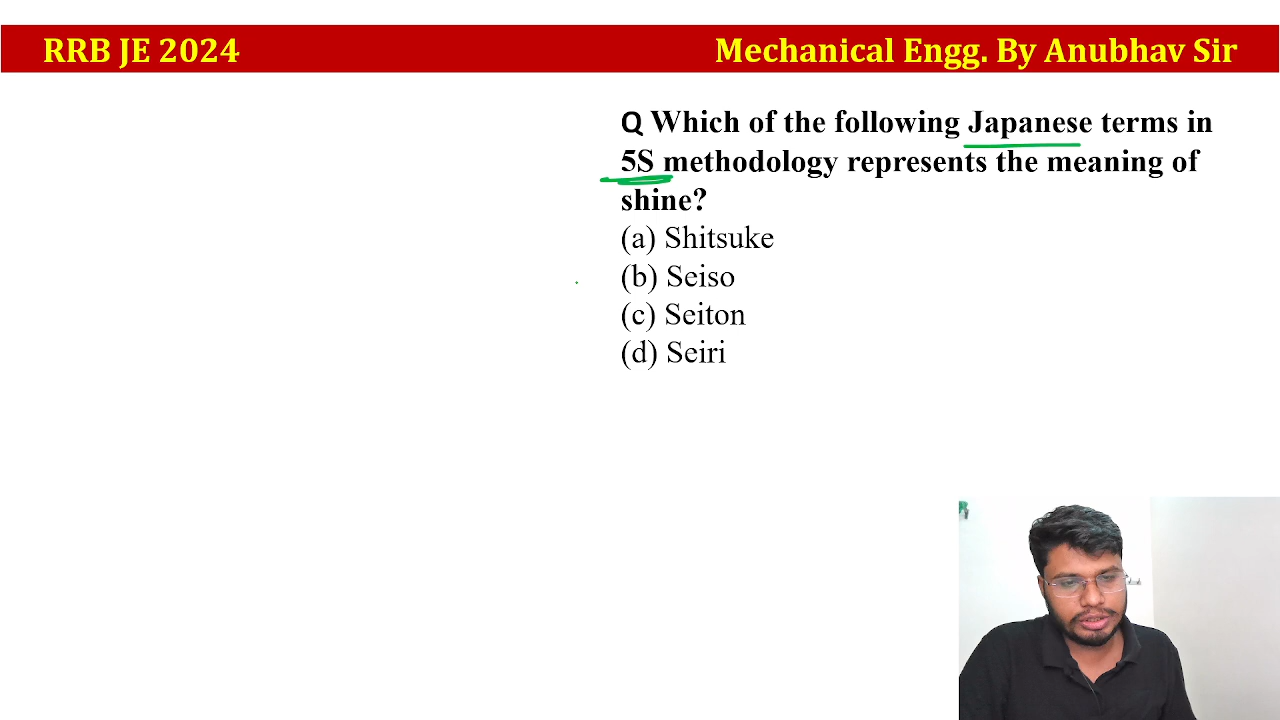 RRB JE 2024
Mechanical Engg. By Anubhav Sir
Q Which of the following Japanese terms in
5S methodology represents the meaning of
shine?
(a) Shitsuke
(b) Seiso
(c) Seiton
(d) Seiri